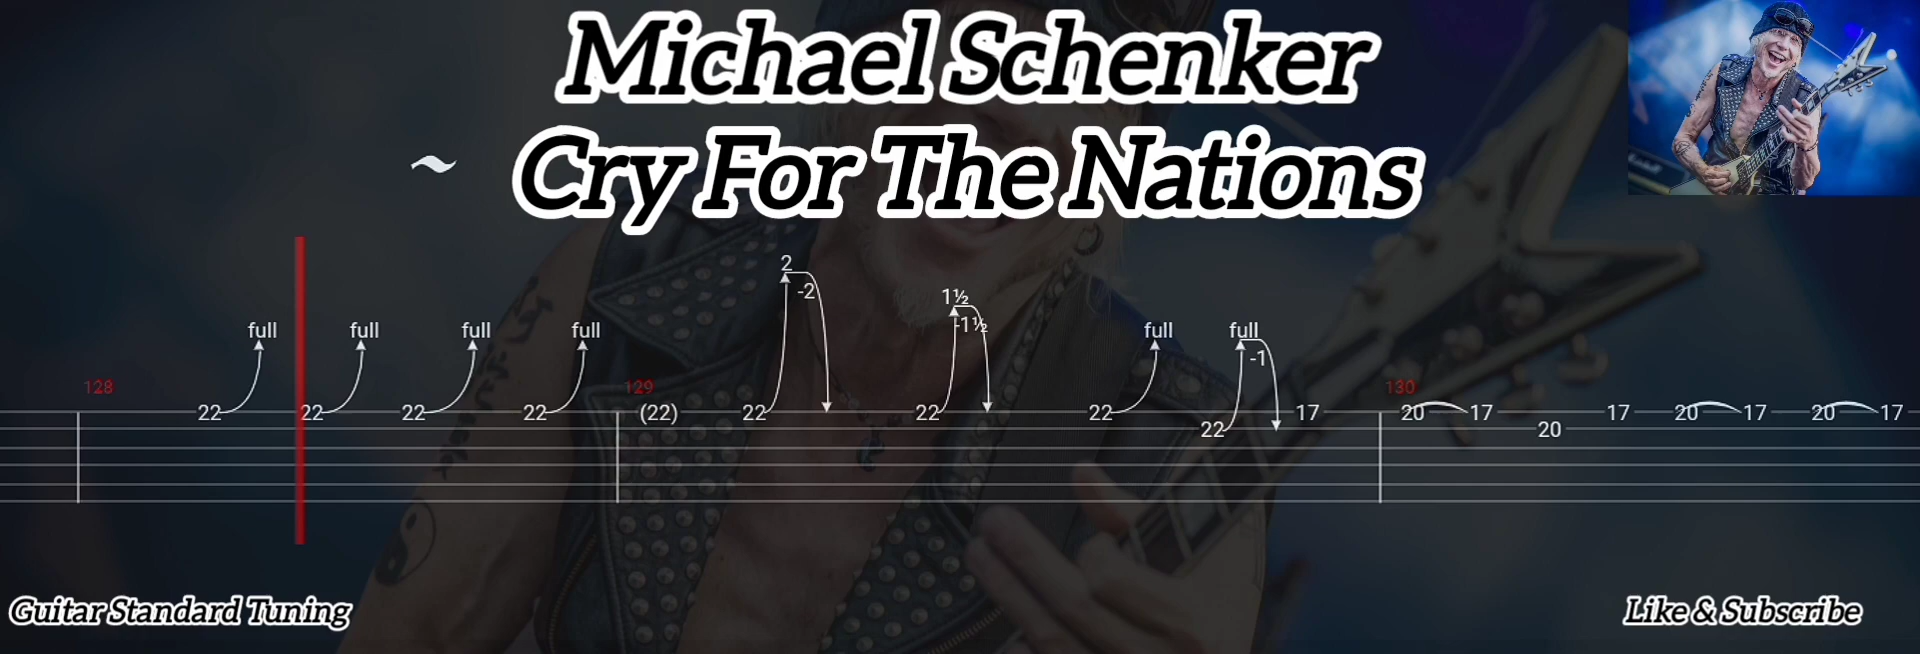 Michael Schenker
~ Cry For The Nations
2
-2
1½
-1½
full full full full full full
-1
128 129 130
22 22 22 22 (22) 22 22 22 17 20 17 17 20 17 20 17
22 20
Guitar Standard Tuning
Like & Subscribe